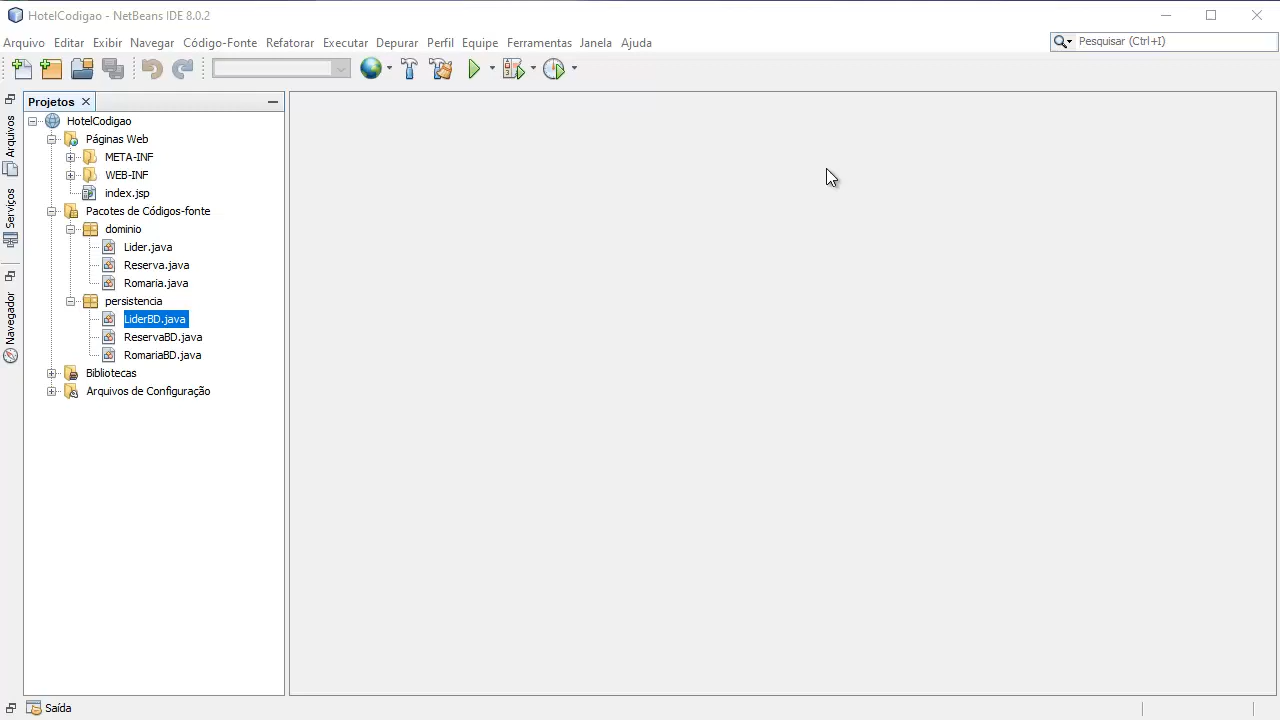 HotelCodigao - NetBeans IDE 8.0.2
Arquivo Editar Exibir Navegar Código-Fonte Refatorar Executar Depurar Perfil Equipe Ferramentas Janela Ajuda
Pesquisar (Ctrl+I)
Arquivos
Serviços
Navegador
Projetos
HotelCodigao
Páginas Web
META-INF
WEB-INF
index.jsp
Pacotes de Códigos-fonte
dominio
Lider.java
Reserva.java
Romaria.java
persistencia
LiderBD.java
ReservaBD.java
RomariaBD.java
Bibliotecas
Arquivos de Configuração
Saída